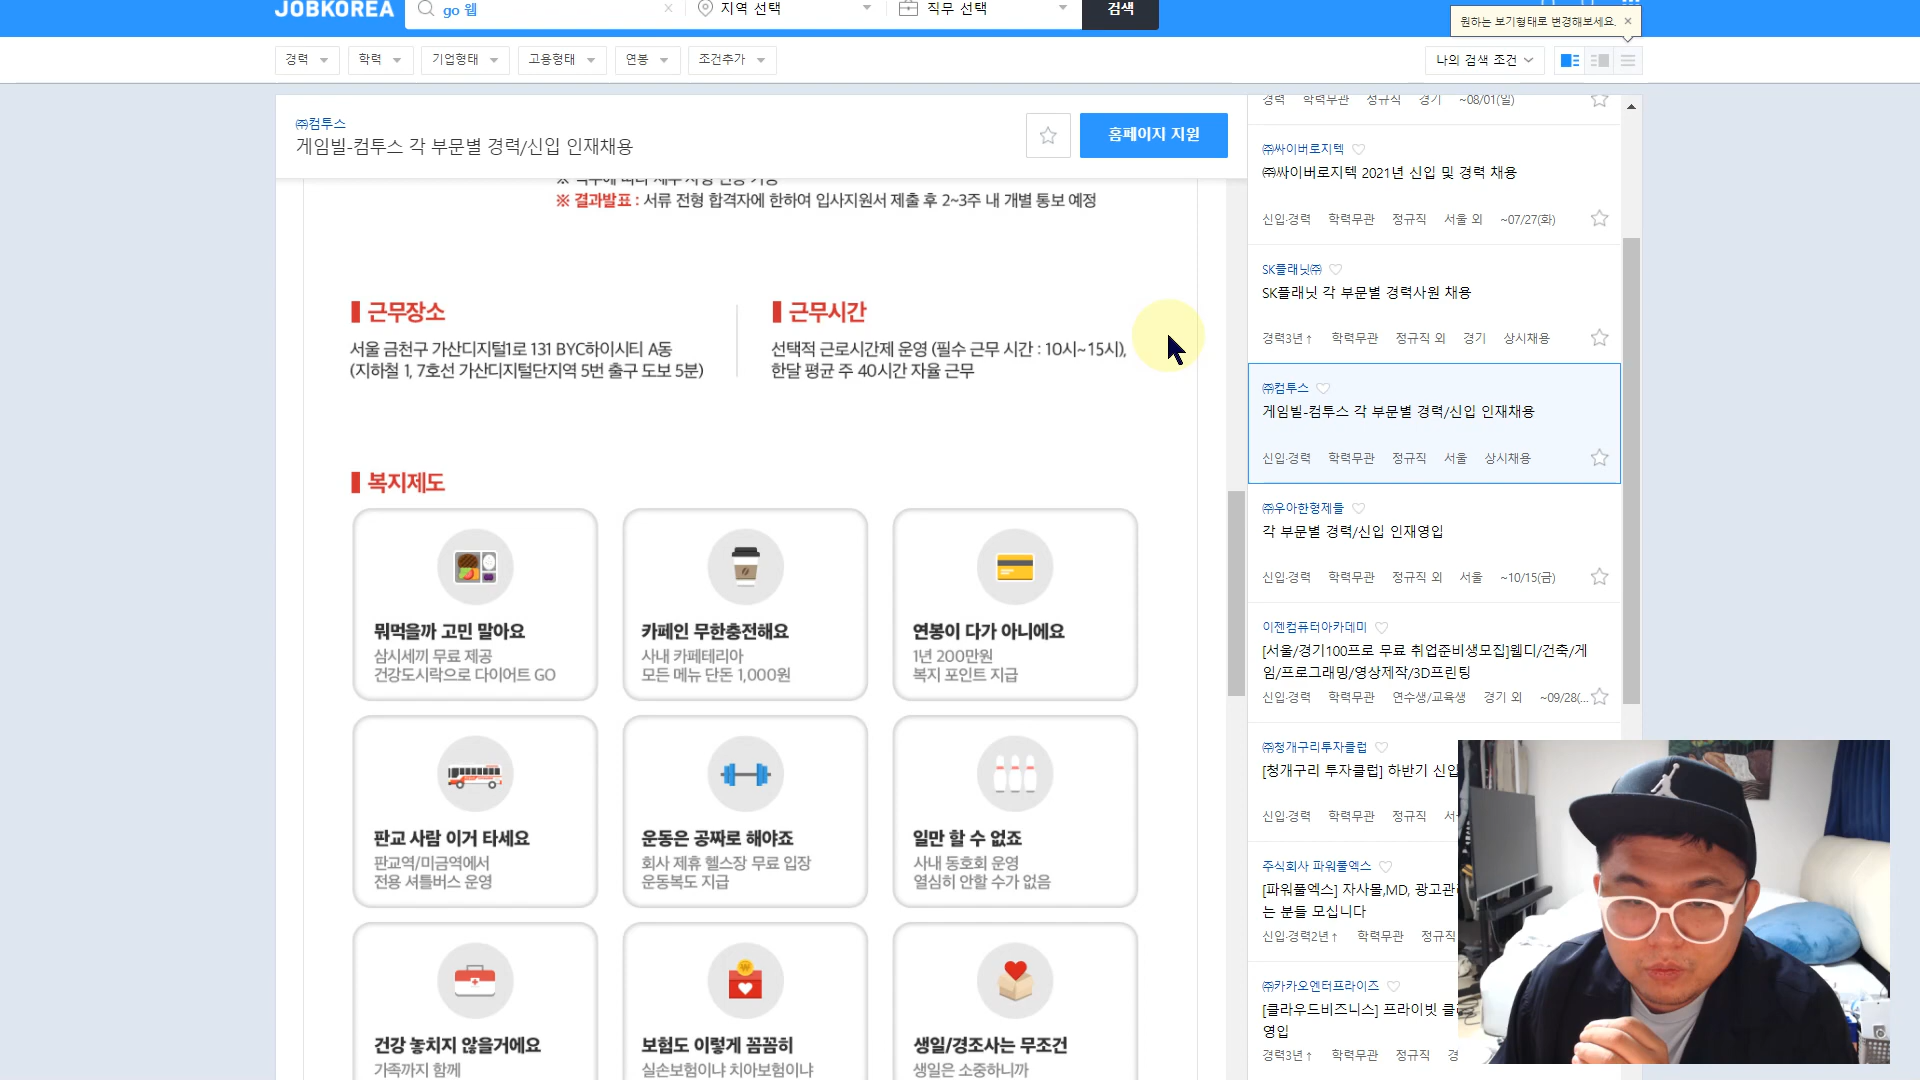 JOBKOREA
go 웹
지역 선택
직무 선택
검색
원하는 보기형태로 변경해보세요.
경력
학력
기업형태
고용형태
연봉
조건추가
나의 검색 조건
㈜컴투스
게임빌-컴투스 각 부문별 경력/신입 인재채용
홈페이지 지원
※ 결과발표 : 서류 전형 합격자에 한하여 입사지원서 제출 후 2~3주 내 개별 통보 예정
근무장소
서울 금천구 가산디지털1로 131 BYC하이시티 A동
(지하철 1, 7호선 가산디지털단지역 5번 출구 도보 5분)
근무시간
선택적 근로시간제 운영 (필수 근무 시간 : 10시~15시),
한달 평균 주 40시간 자율 근무
복지제도
뭐먹을까 고민 말아요
삼시세끼 무료 제공
건강도시락으로 다이어트 GO
카페인 무한충전해요
사내 카페테리아
모든 메뉴 단돈 1,000원
연봉이 다가 아니에요
1년 200만원
복지 포인트 지급
판교 사람 이거 타세요
판교역/미금역에서
전용 셔틀버스 운영
운동은 공짜로 해야죠
회사 제휴 헬스장 무료 입장
운동복도 지급
일만 할 수 없죠
사내 동호회 운영
열심히 안할 수가 없음
건강 놓치지 않을거에요
가족까지 함께
보험도 이렇게 꼼꼼히
실손보험이냐 치아보험이냐
생일/경조사는 무조건
생일은 소중하니까
경력 학력무관 정규직 경기 ~08/01(일)
㈜싸이버로지텍
㈜싸이버로지텍 2021년 신입 및 경력 채용
신입·경력 학력무관 정규직 서울 외 ~07/27(화)
SK플래닛㈜
SK플래닛 각 부문별 경력사원 채용
경력3년↑ 학력무관 정규직 외 경기 상시채용
㈜컴투스
게임빌-컴투스 각 부문별 경력/신입 인재채용
신입·경력 학력무관 정규직 서울 상시채용
㈜우아한형제들
각 부문별 경력/신입 인재영입
신입·경력 학력무관 정규직 외 서울 ~10/15(금)
이젠컴퓨터아카데미
[서울/경기100프로 무료 취업준비생모집]웹디/건축/게
임/프로그래밍/영상제작/3D프린팅
신입·경력 학력무관 연수생/교육생 경기 외 ~09/28(...
㈜청개구리투자클럽
[청개구리 투자클럽] 하반기 신입
신입·경력 학력무관 정규직 서
주식회사 파워풀엑스
[파워풀엑스] 자사몰,MD, 광고관
는 분들 모십니다
신입·경력2년↑ 학력무관 정규직
㈜카카오엔터프라이즈
[클라우드비즈니스] 프라이빗 클
영입
경력3년↑ 학력무관 정규직 경